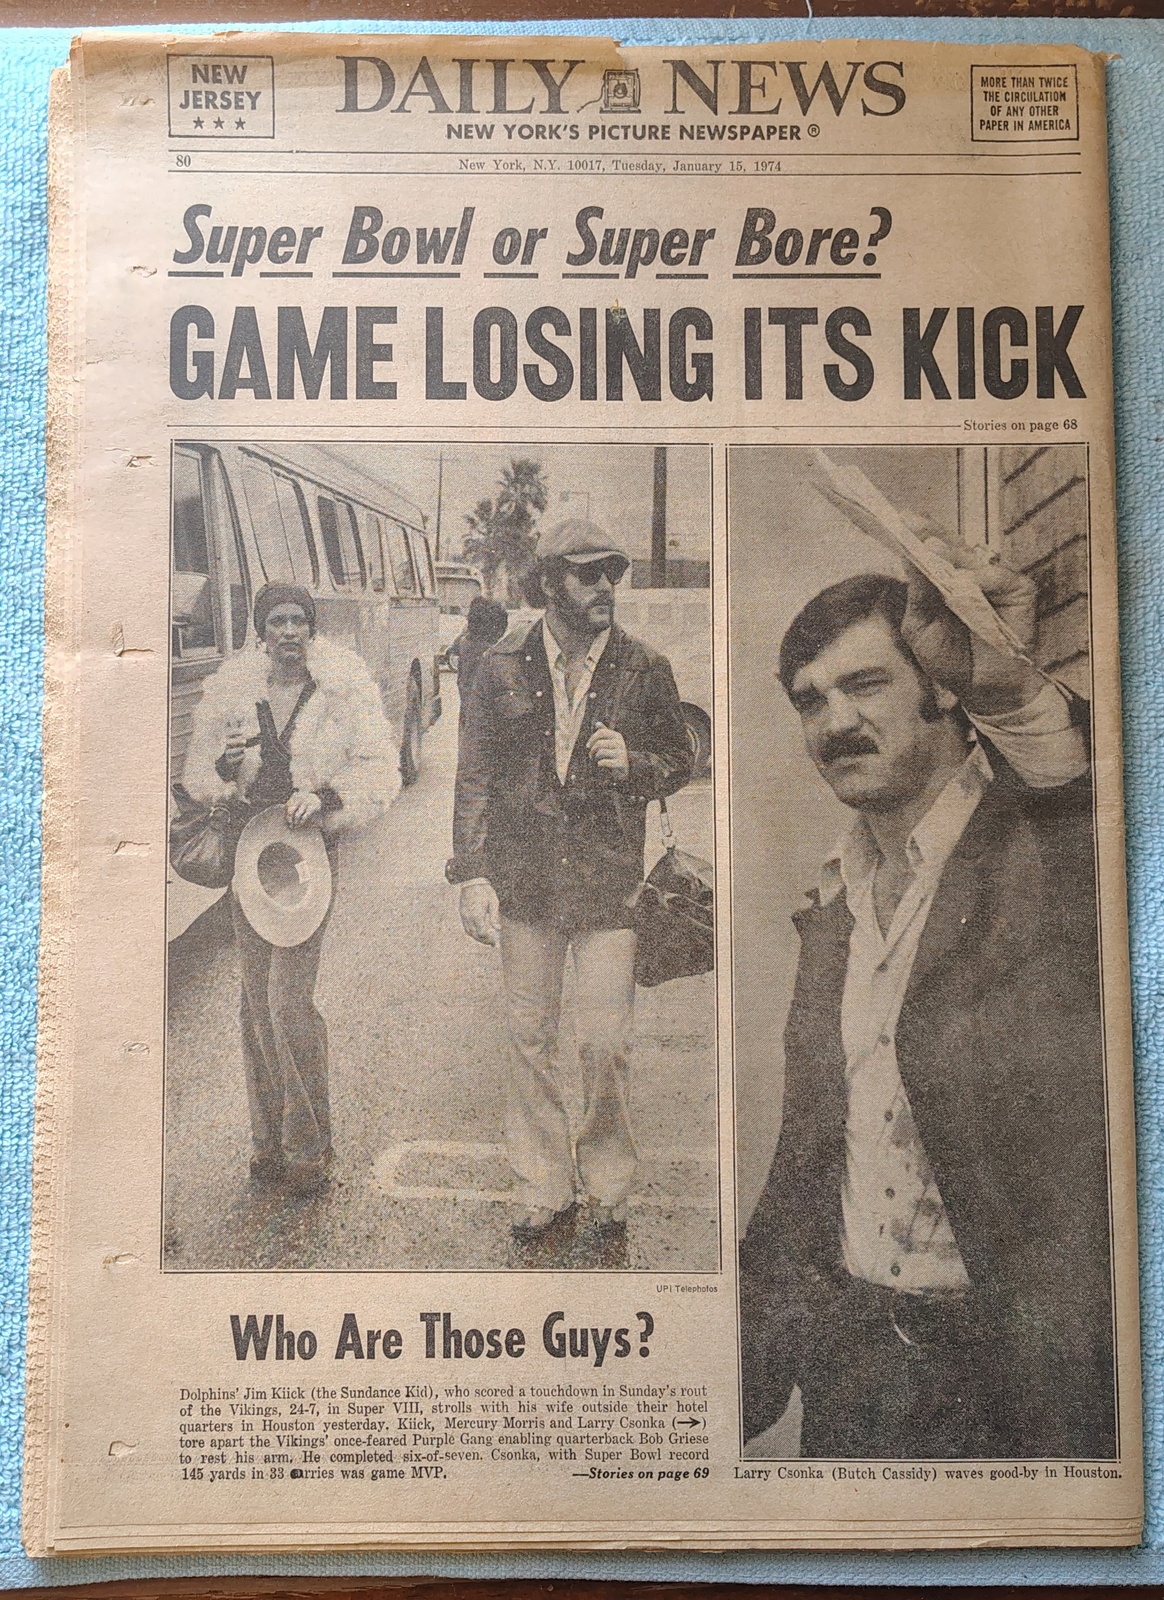 NEW
JERSEY
★ ★ ★
DAILY NEWS
NEW YORK'S PICTURE NEWSPAPER ®
MORE THAN TWICE
THE CIRCULATION
OF ANY OTHER
PAPER IN AMERICA
80
New York, N.Y. 10017, Tuesday, January 15, 1974
Super Bowl or Super Bore?
GAME LOSING ITS KICK
Stories on page 68
UPI Telephotos
Who Are Those Guys?
Dolphins' Jim Kiick (the Sundance Kid), who scored a touchdown in Sunday's rout
of the Vikings, 24-7, in Super VIII, strolls with his wife outside their hotel
quarters in Houston yesterday. Kiick, Mercury Morris and Larry Csonka (→)
tore apart the Vikings' once-feared Purple Gang enabling quarterback Bob Griese
to rest his arm. He completed six-of-seven. Csonka, with Super Bowl record
145 yards in 33 carries was game MVP. —Stories on page 69
Larry Csonka (Butch Cassidy) waves good-by in Houston.